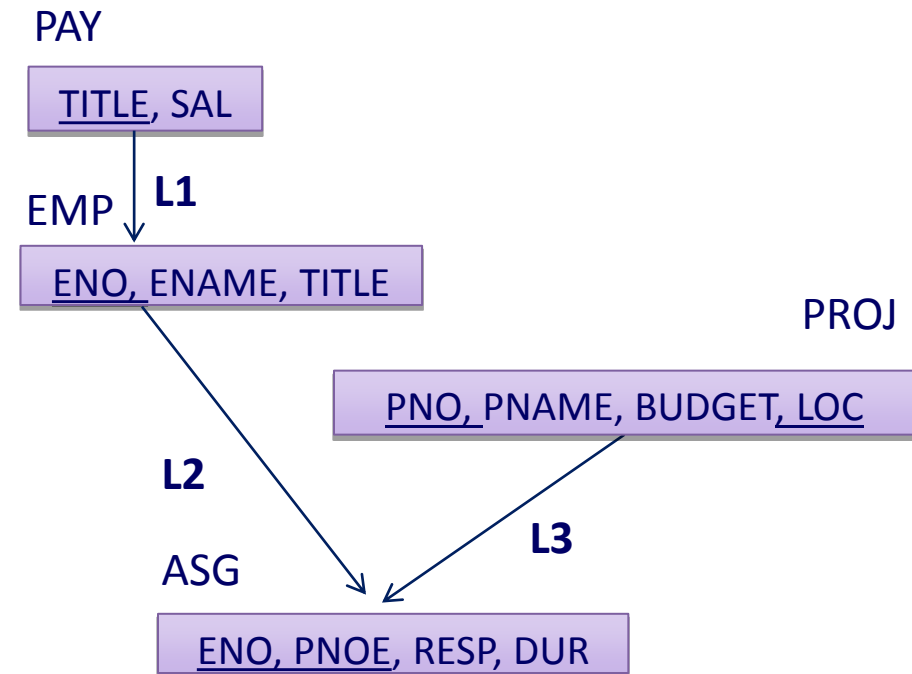 PAY
TITLE, SAL
L1
EMP
ENO, ENAME, TITLE
PROJ
PNO, PNAME, BUDGET, LOC
L2
L3
ASG
ENO, PNOE, RESP, DUR